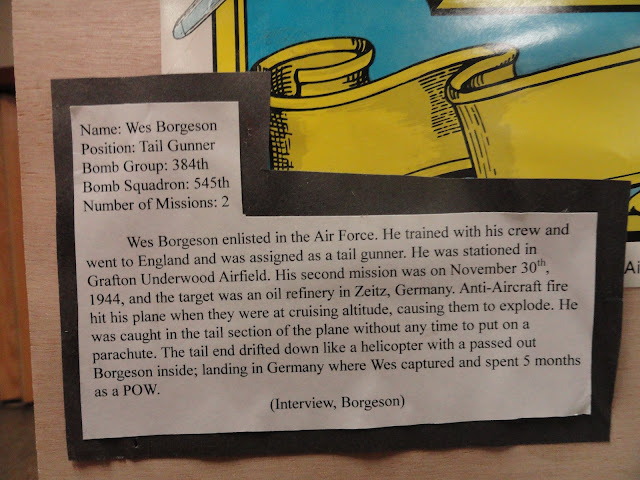 Name: Wes Borgeson
Position: Tail Gunner
Bomb Group: 384th
Bomb Squadron: 545th
Number of Missions: 2
Wes Borgeson enlisted in the Air Force. He trained with his crew and
went to England and was assigned as a tail gunner. He was stationed in
Grafton Underwood Airfield. His second mission was on November 30th,
1944, and the target was an oil refinery in Zeitz, Germany. Anti-Aircraft fire
hit his plane when they were at cruising altitude, causing them to explode. He
was caught in the tail section of the plane without any time to put on a
parachute. The tail end drifted down like a helicopter with a passed out
Borgeson inside; landing in Germany where Wes captured and spent 5 months
as a POW.
(Interview, Borgeson)